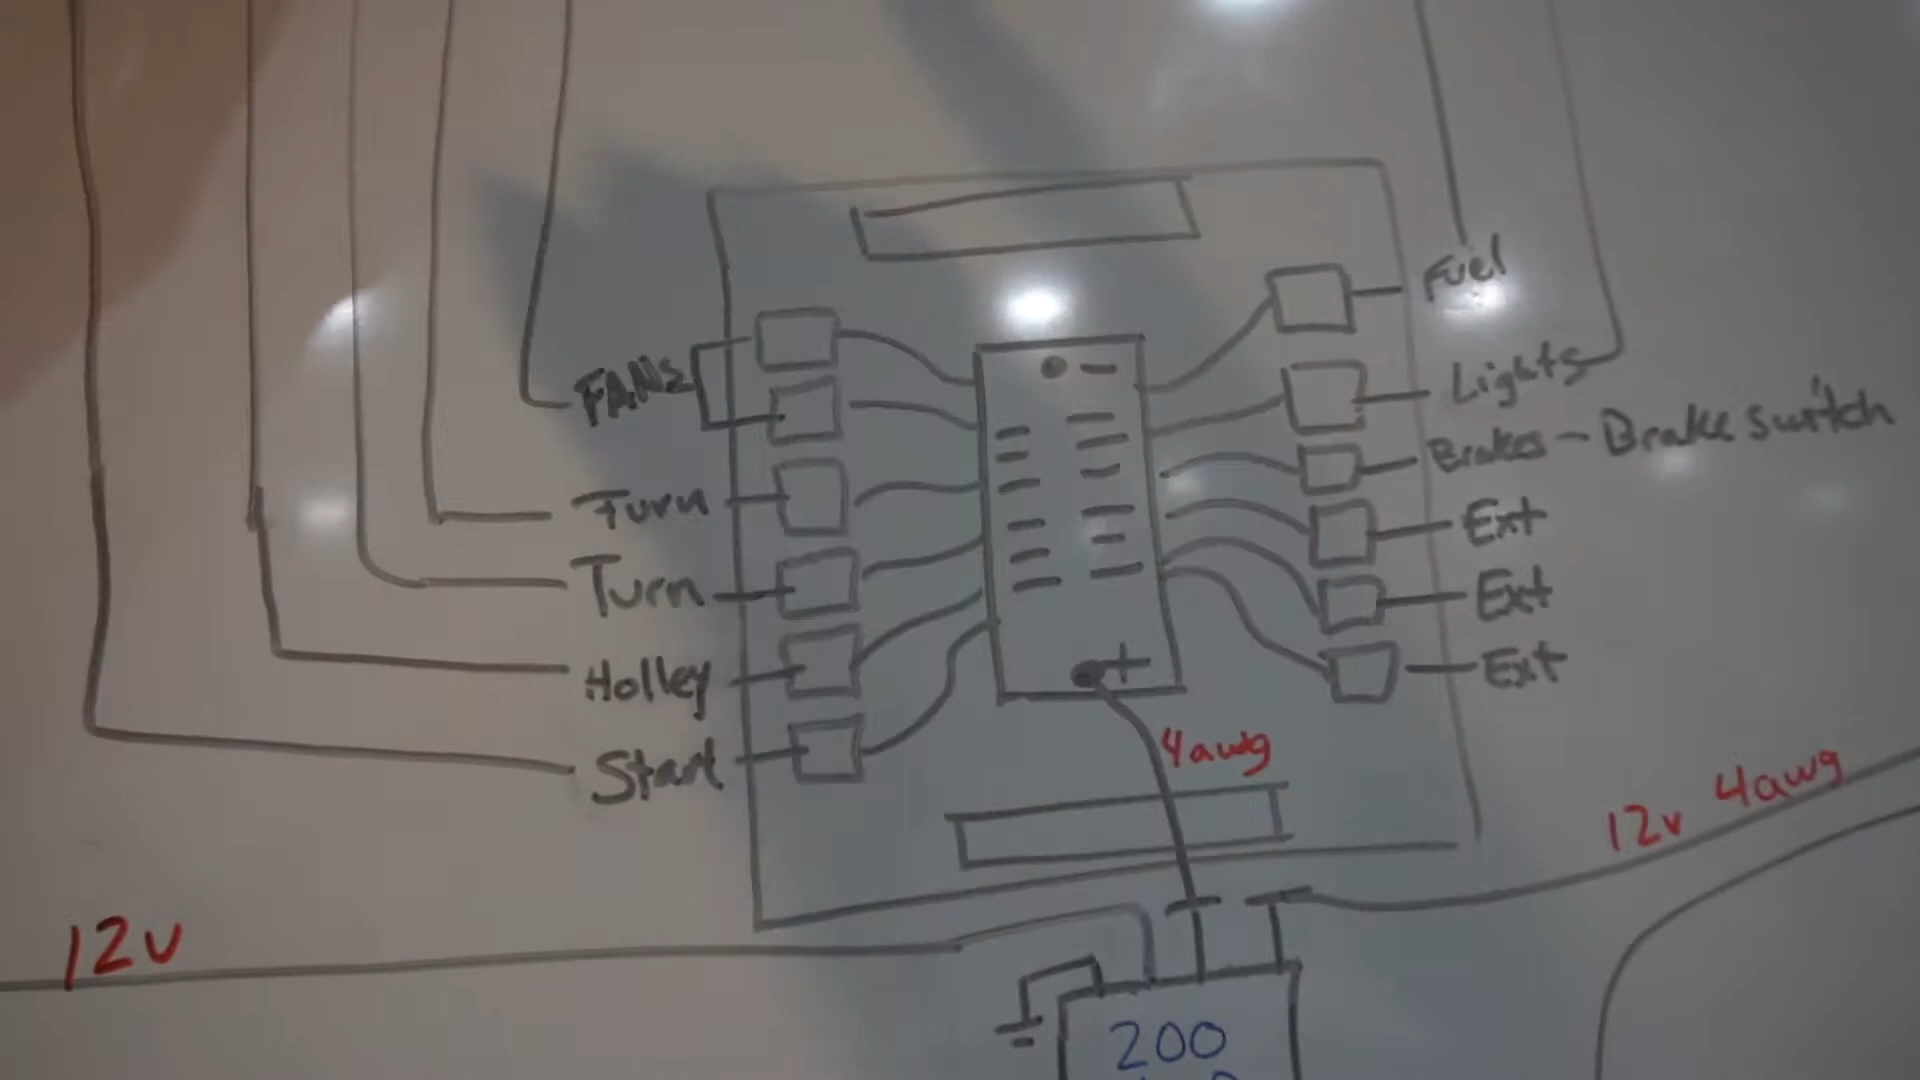 Fuel
FANs
Lights
Brakes - Brake switch
Turn
Ext
Turn
Ext
Holley
Ext
+
Start
4awg
12v 4awg
12v
200